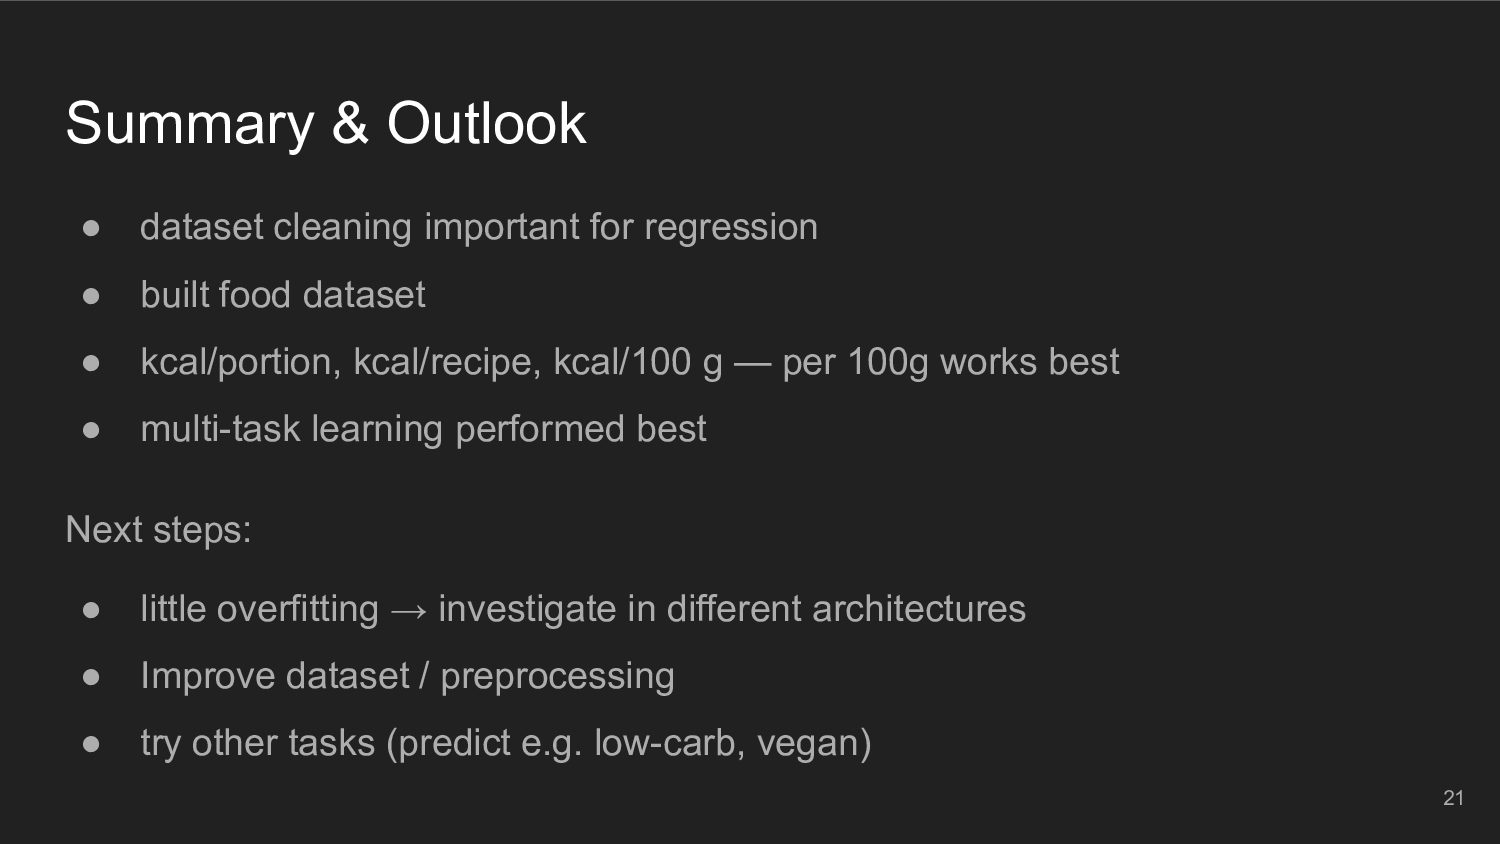 Summary & Outlook
● dataset cleaning important for regression
● built food dataset
● kcal/portion, kcal/recipe, kcal/100 g — per 100g works best
● multi-task learning performed best
Next steps:
● little overfitting → investigate in different architectures
● Improve dataset / preprocessing
● try other tasks (predict e.g. low-carb, vegan)
21